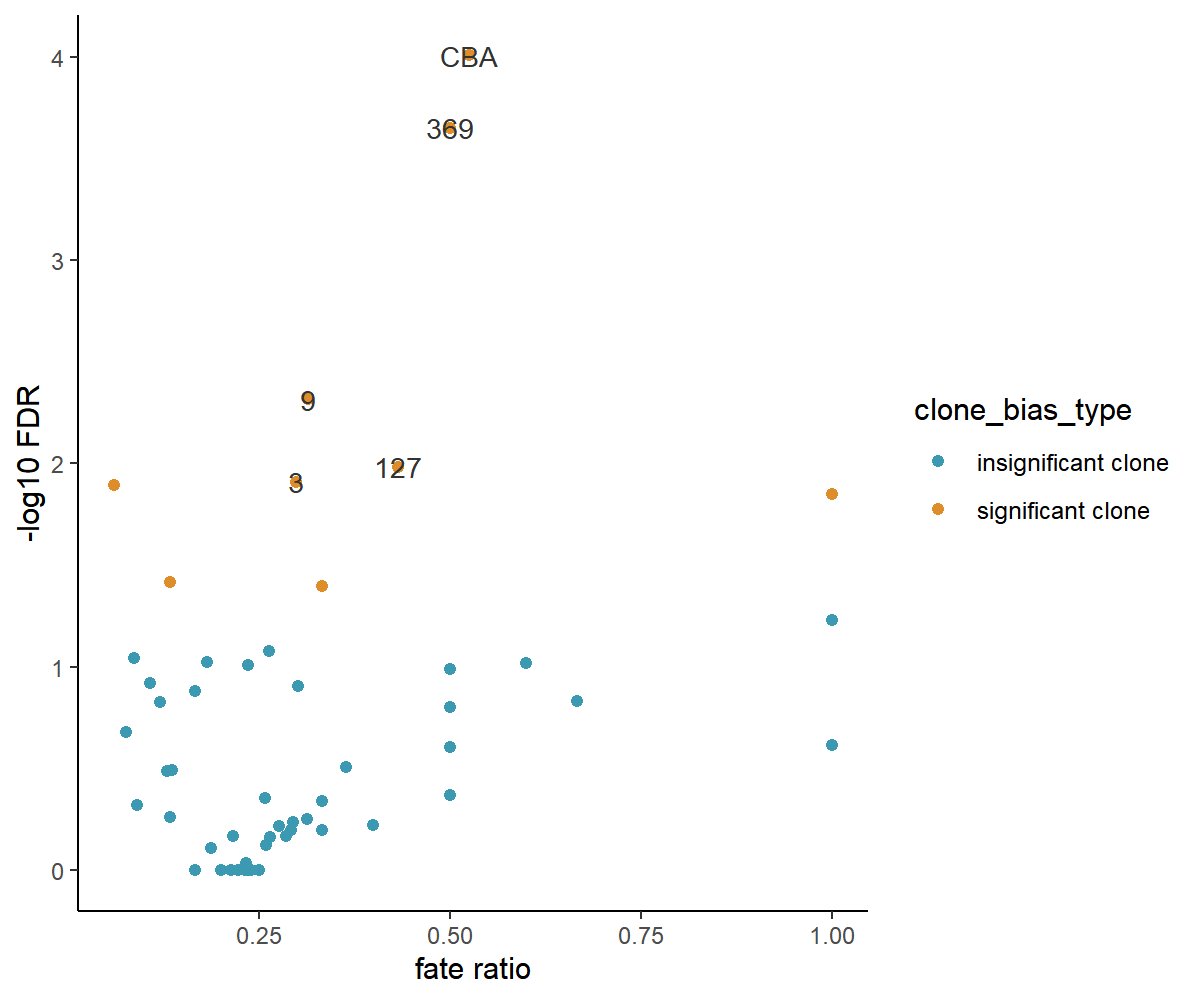 CBA
369
9
127
3
4
3
2
1
0
-log10 FDR
0.25
0.50
0.75
1.00
fate ratio
clone_bias_type
insignificant clone
significant clone